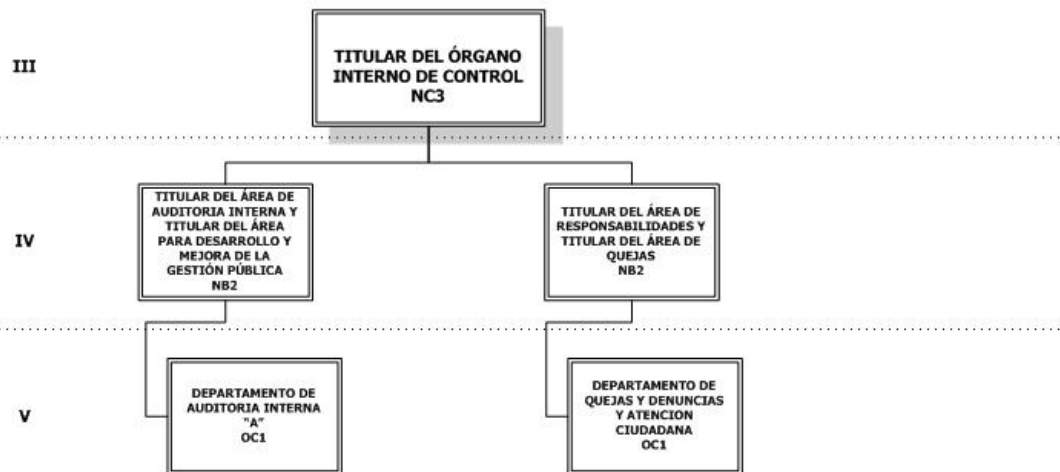 III
TITULAR DEL ÓRGANO
INTERNO DE CONTROL
NC3
IV
TITULAR DEL ÁREA DE
AUDITORIA INTERNA Y
TITULAR DEL ÁREA
PARA DESARROLLO Y
MEJORA DE LA
GESTIÓN PÚBLICA
NB2
TITULAR DEL ÁREA DE
RESPONSABILIDADES Y
TITULAR DEL ÁREA DE
QUEJAS
NB2
V
DEPARTAMENTO DE
AUDITORIA INTERNA
"A"
OC1
DEPARTAMENTO DE
QUEJAS Y DENUNCIAS
Y ATENCION
CIUDADANA
OC1